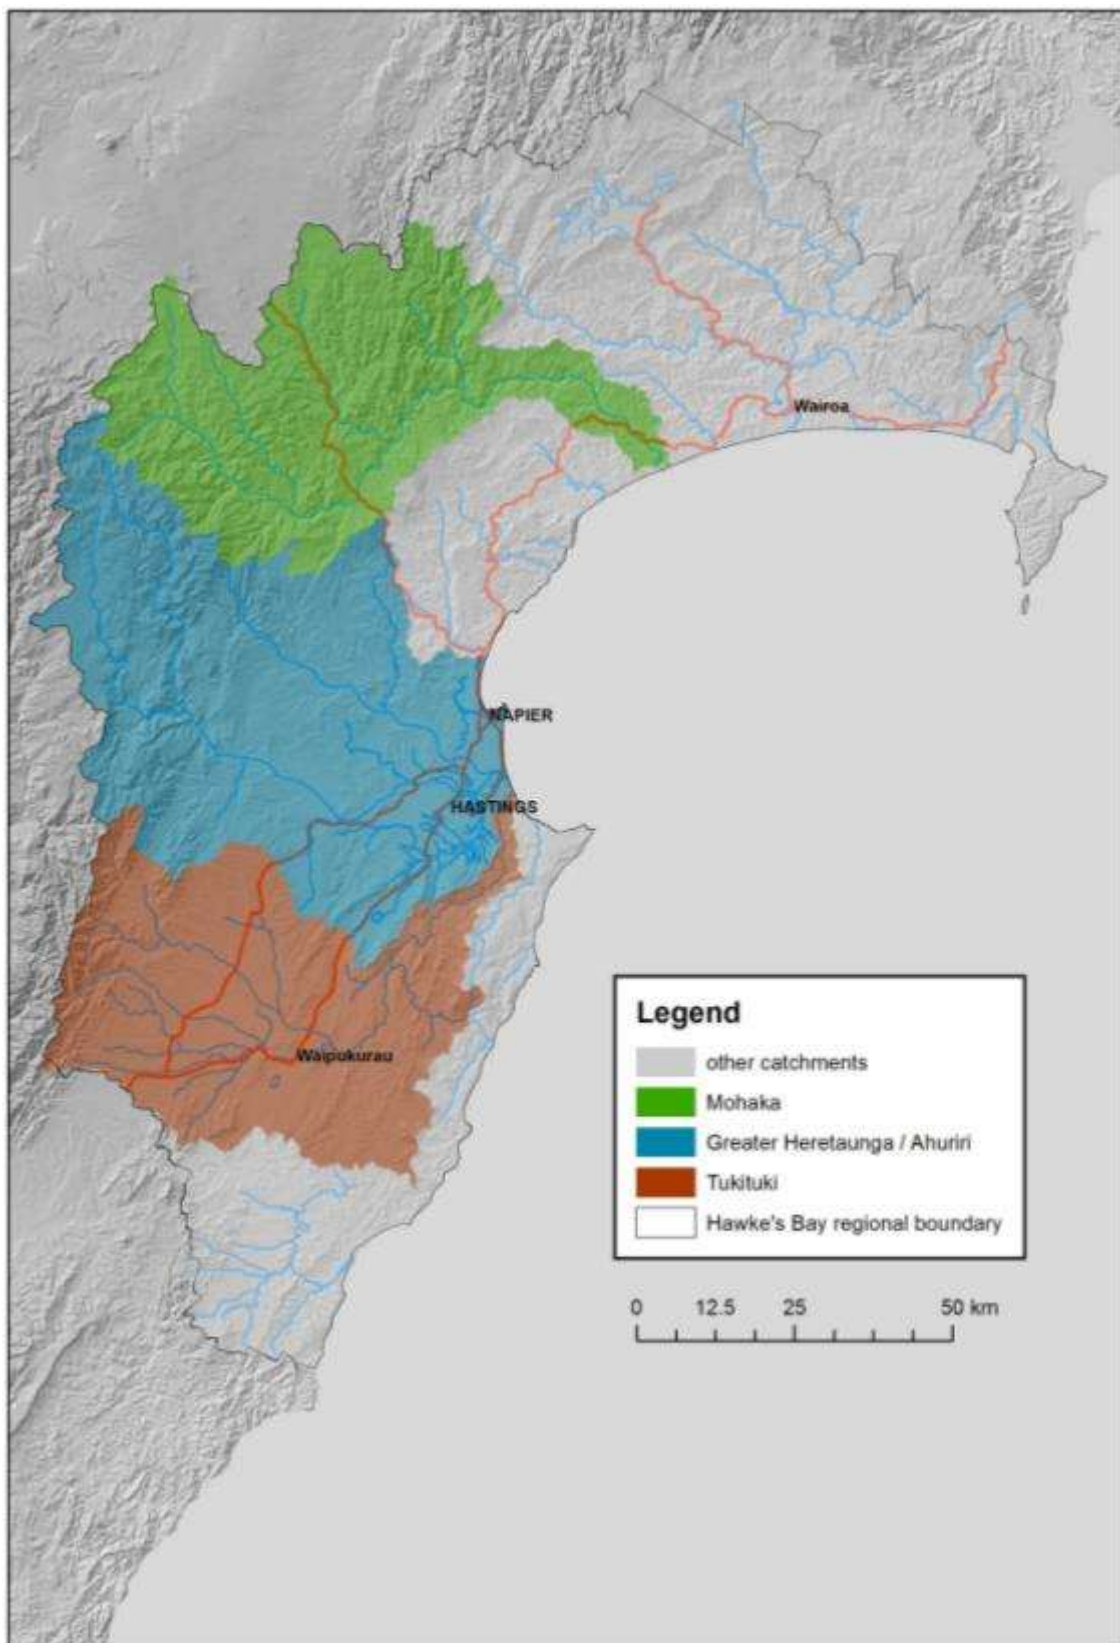 Wairoa
NAPIER
HASTINGS
Waipukurau
Legend
other catchments
Mohaka
Greater Heretaunga / Ahuriri
Tukituki
Hawke's Bay regional boundary
0 12.5 25 50 km